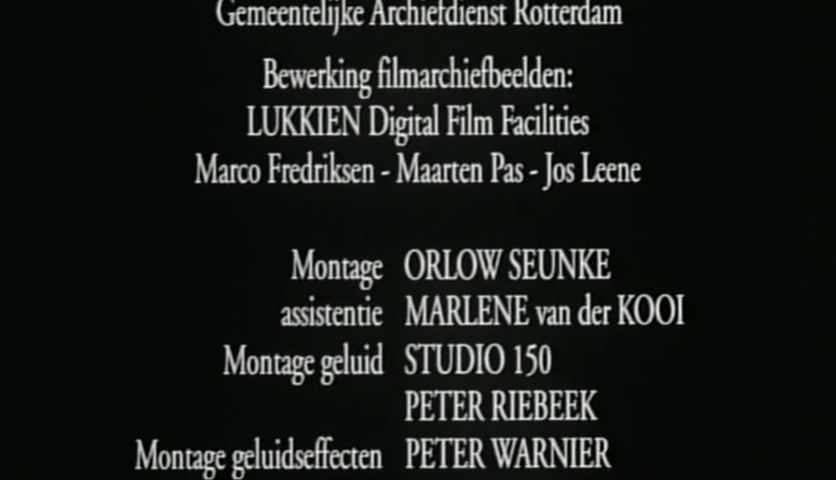 Gemeentelijke Archiefdienst Rotterdam
Bewerking filmarchiefbeelden:
LUKKIEN Digital Film Facilities
Marco Fredriksen - Maarten Pas - Jos Leene
Montage ORLOW SEUNKE
assistentie MARLENE van der KOOI
Montage geluid STUDIO 150
PETER RIEBEEK
Montage geluidseffecten PETER WARNIER